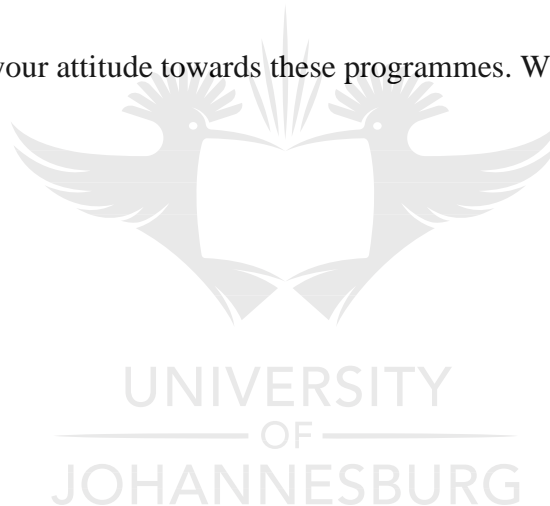 your attitude towards these programmes. W
UNIVERSITY
OF
JOHANNESBURG